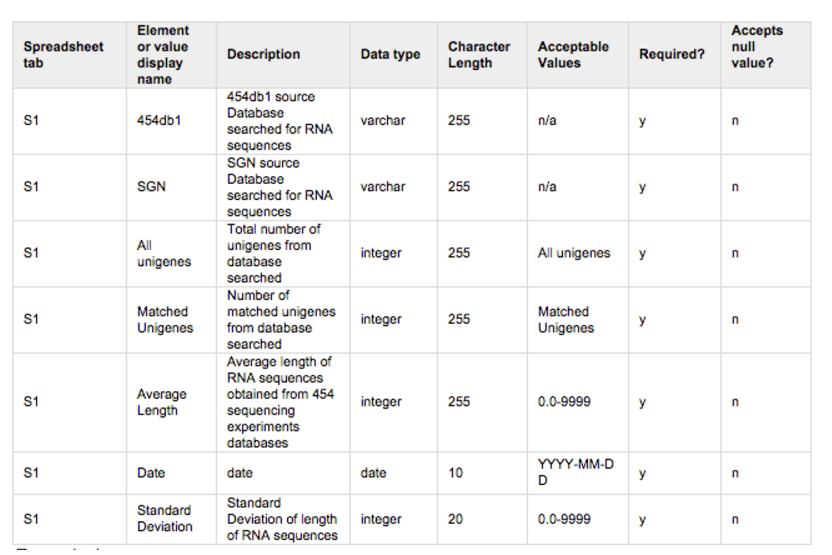 Spreadsheet tab | Element or value display name | Description | Data type | Character Length | Acceptable Values | Required? | Accepts null value?
S1 | 454db1 | 454db1 source Database searched for RNA sequences | varchar | 255 | n/a | y | n
S1 | SGN | SGN source Database searched for RNA sequences | varchar | 255 | n/a | y | n
S1 | All unigenes | Total number of unigenes from database searched | integer | 255 | All unigenes | y | n
S1 | Matched Unigenes | Number of matched unigenes from database searched | integer | 255 | Matched Unigenes | y | n
S1 | Average Length | Average length of RNA sequences obtained from 454 sequencing experiments databases | integer | 255 | 0.0-9999 | y | n
S1 | Date | date | date | 10 | YYYY-MM-DD | y | n
S1 | Standard Deviation | Standard Deviation of length of RNA sequences | integer | 20 | 0.0-9999 | y | n